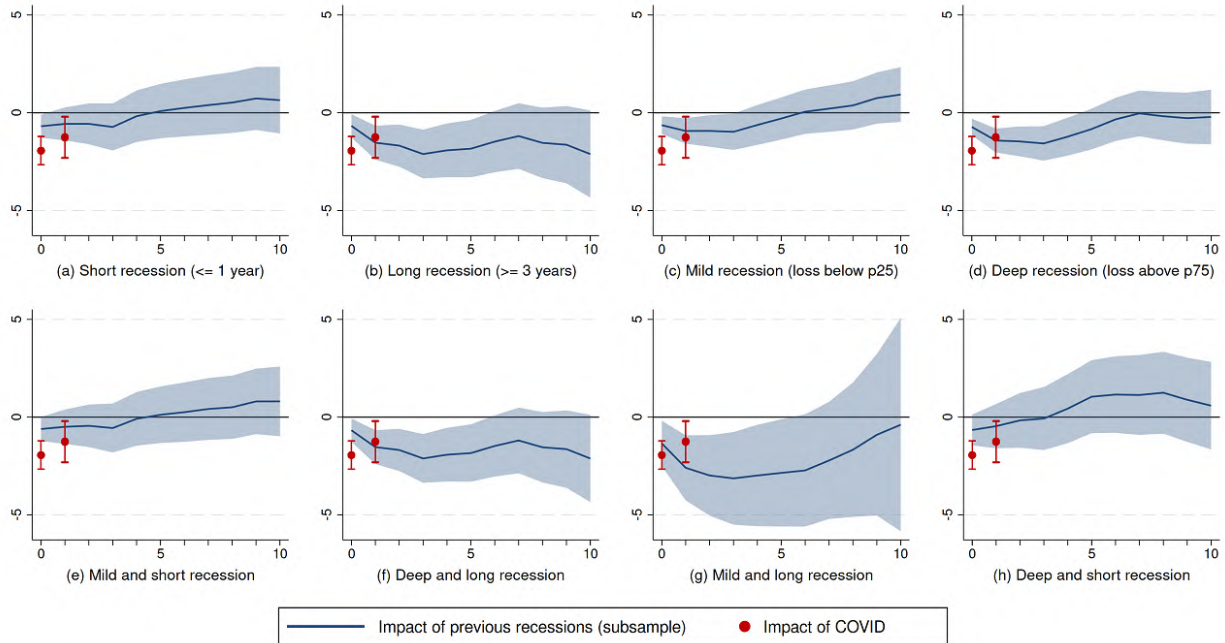 5
0
-5
0 5 10
(a) Short recession (<= 1 year)
5
0
-5
0 5 10
(b) Long recession (>= 3 years)
5
0
-5
0 5 10
(c) Mild recession (loss below p25)
5
0
-5
0 5 10
(d) Deep recession (loss above p75)
5
0
-5
0 5 10
(e) Mild and short recession
5
0
-5
0 5 10
(f) Deep and long recession
5
0
-5
0 5 10
(g) Mild and long recession
5
0
-5
0 5 10
(h) Deep and short recession
Impact of previous recessions (subsample) Impact of COVID